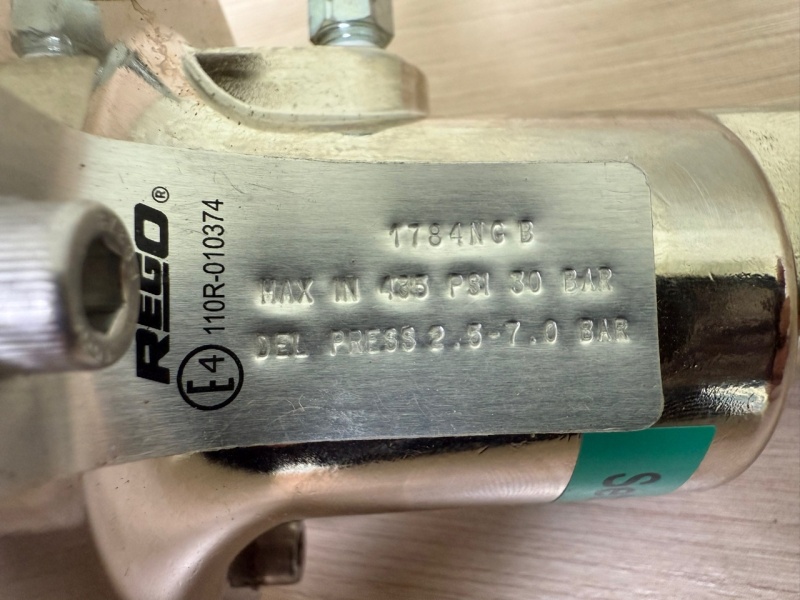 REGO®
110R-010374
E4
1784NGB
MAX IN 435 PSI 30 BAR
DEL PRESS 2.5-7.0 BAR